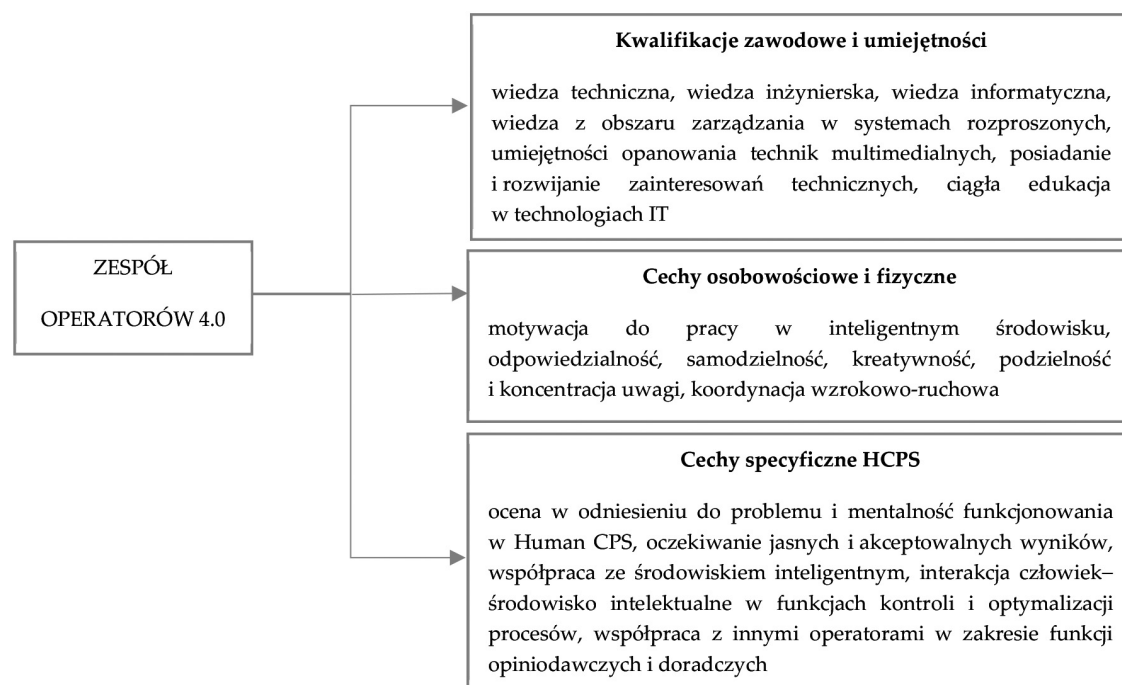 ZESPÓŁ
OPERATORÓW 4.0
Kwalifikacje zawodowe i umiejętności
wiedza techniczna, wiedza inżynierska, wiedza informatyczna,
wiedza z obszaru zarządzania w systemach rozproszonych,
umiejętności opanowania technik multimedialnych, posiadanie
i rozwijanie zainteresowań technicznych, ciągła edukacja
w technologiach IT
Cechy osobowościowe i fizyczne
motywacja do pracy w inteligentnym środowisku,
odpowiedzialność, samodzielność, kreatywność, podzielność
i koncentracja uwagi, koordynacja wzrokowo-ruchowa
Cechy specyficzne HCPS
ocena w odniesieniu do problemu i mentalność funkcjonowania
w Human CPS, oczekiwanie jasnych i akceptowalnych wyników,
współpraca ze środowiskiem inteligentnym, interakcja człowiek–
środowisko intelektualne w funkcjach kontroli i optymalizacji
procesów, współpraca z innymi operatorami w zakresie funkcji
opiniodawczych i doradczych